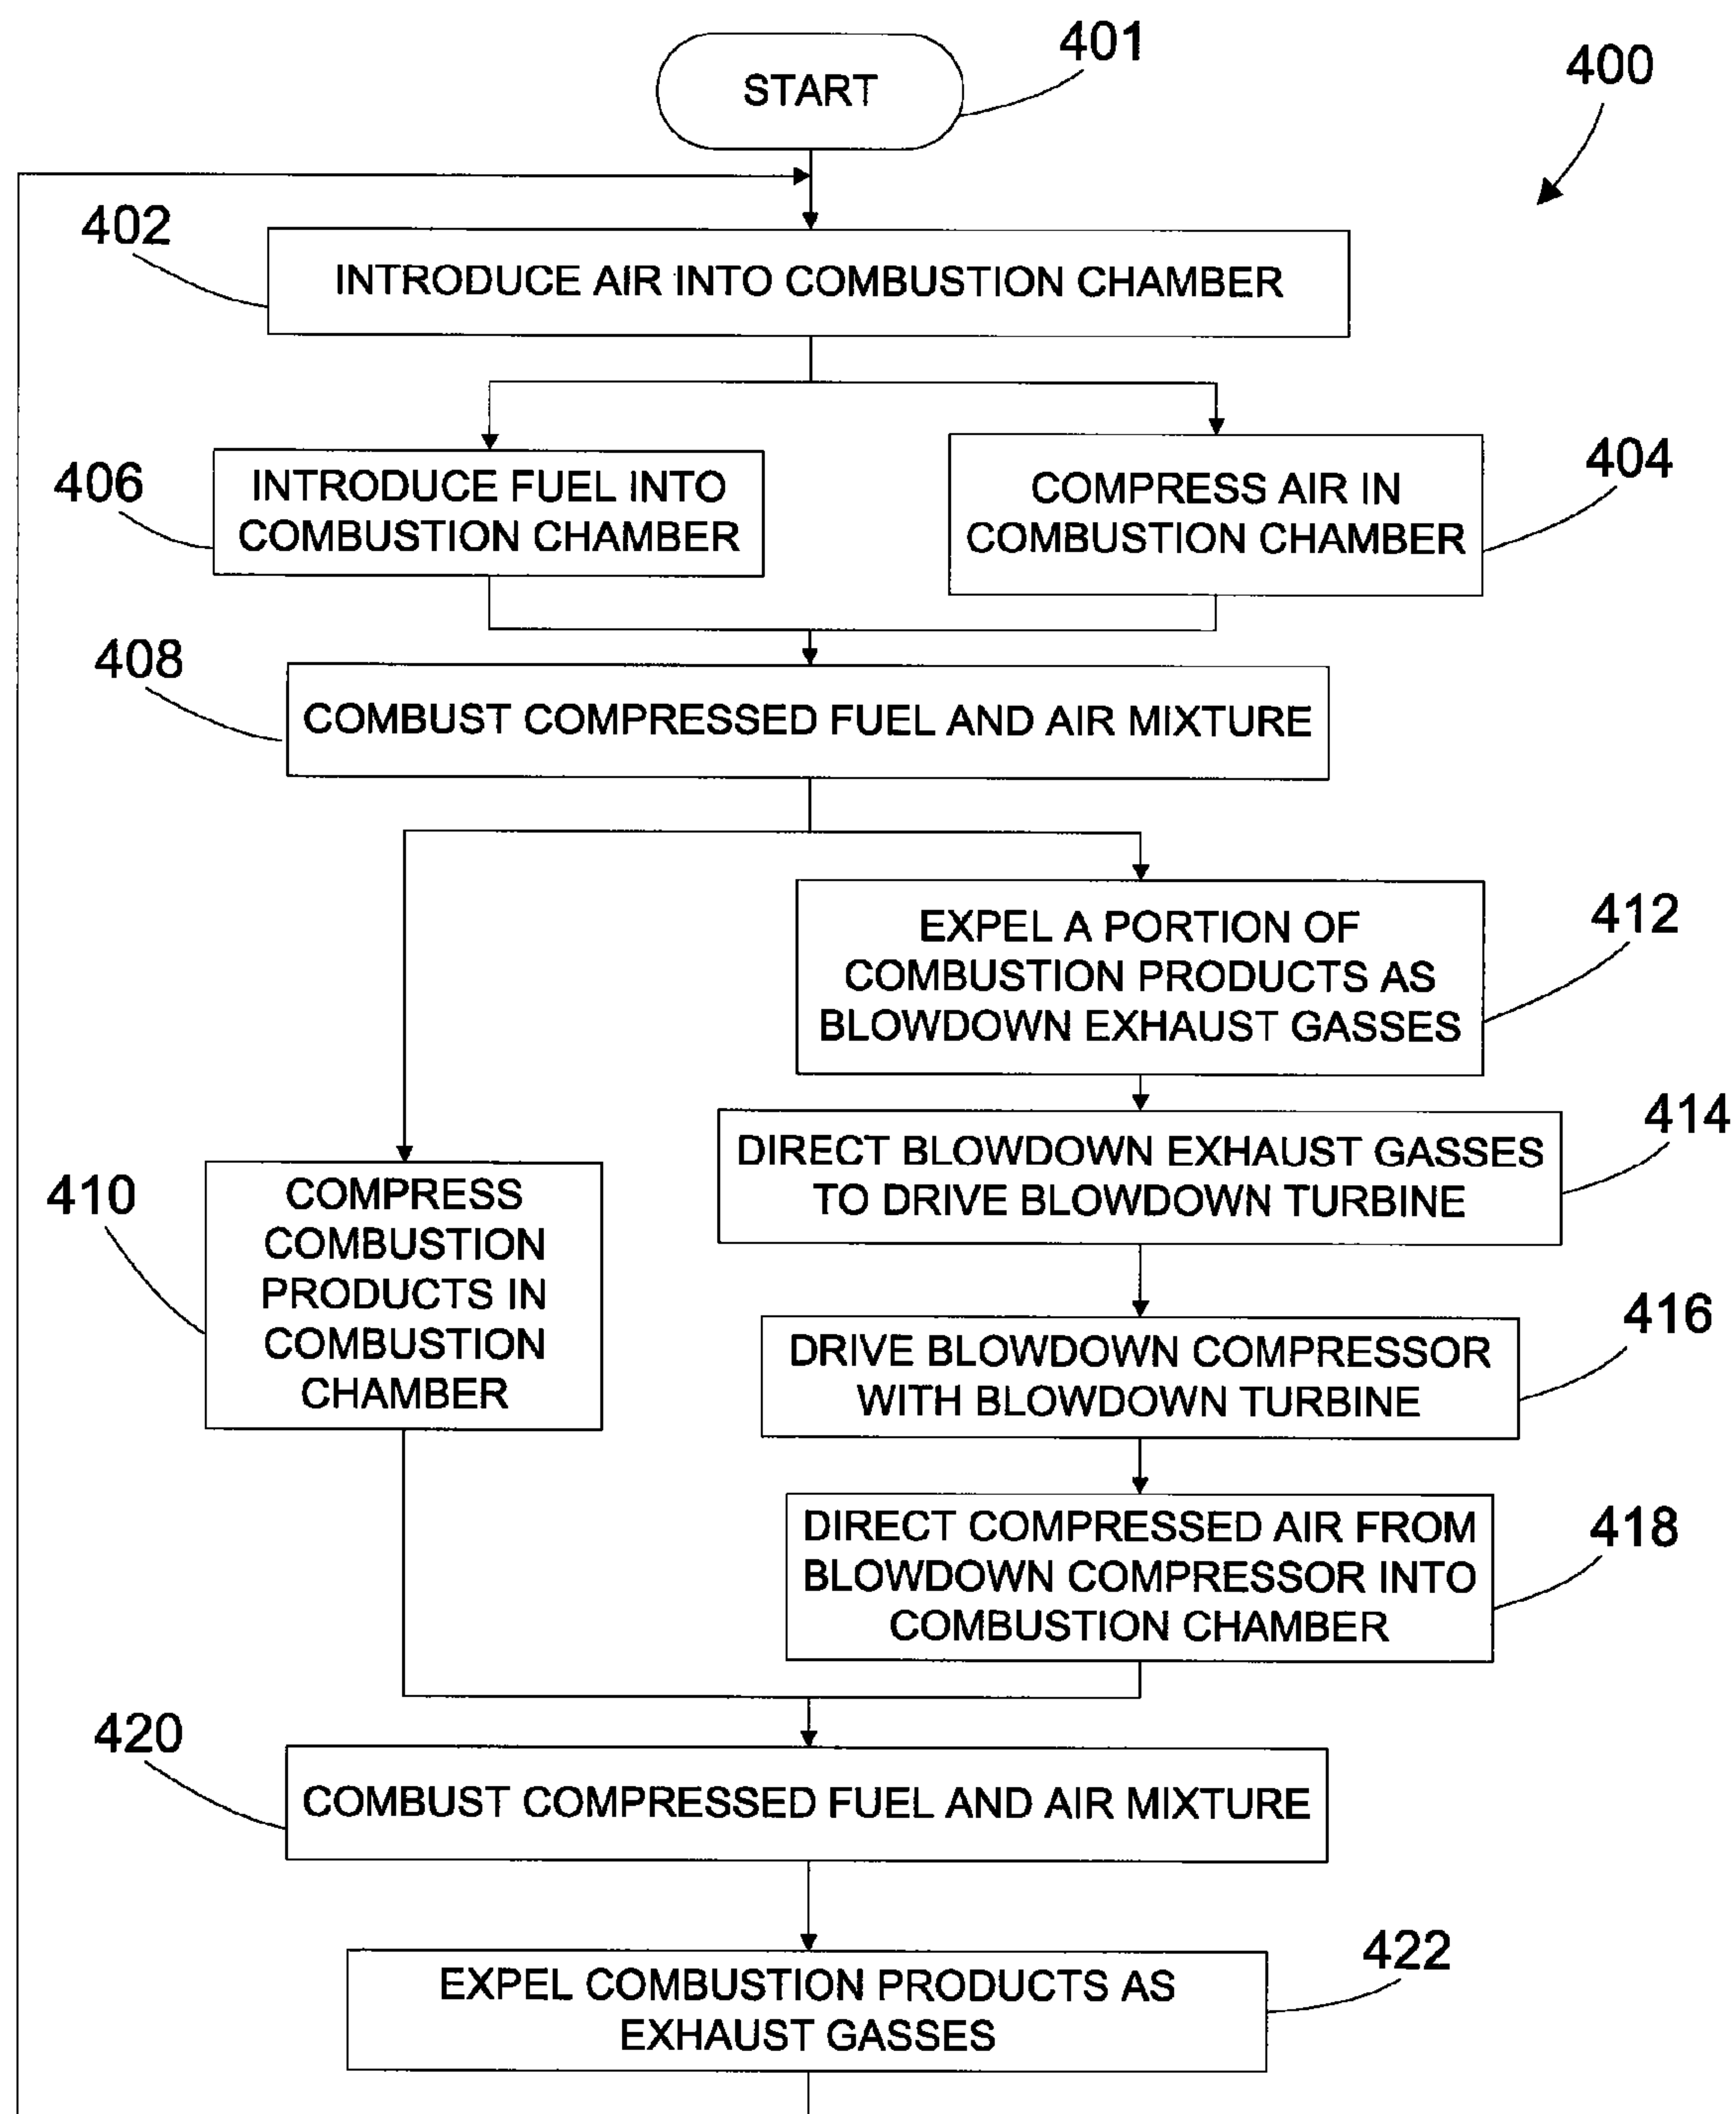 START
401
400
402
INTRODUCE AIR INTO COMBUSTION CHAMBER
406
INTRODUCE FUEL INTO
COMBUSTION CHAMBER
COMPRESS AIR IN
COMBUSTION CHAMBER
404
408
COMBUST COMPRESSED FUEL AND AIR MIXTURE
EXPEL A PORTION OF
COMBUSTION PRODUCTS AS
BLOWDOWN EXHAUST GASSES
412
DIRECT BLOWDOWN EXHAUST GASSES
TO DRIVE BLOWDOWN TURBINE
414
410
COMPRESS
COMBUSTION
PRODUCTS IN
COMBUSTION
CHAMBER
DRIVE BLOWDOWN COMPRESSOR
WITH BLOWDOWN TURBINE
416
DIRECT COMPRESSED AIR FROM
BLOWDOWN COMPRESSOR INTO
COMBUSTION CHAMBER
418
420
COMBUST COMPRESSED FUEL AND AIR MIXTURE
EXPEL COMBUSTION PRODUCTS AS
EXHAUST GASSES
422